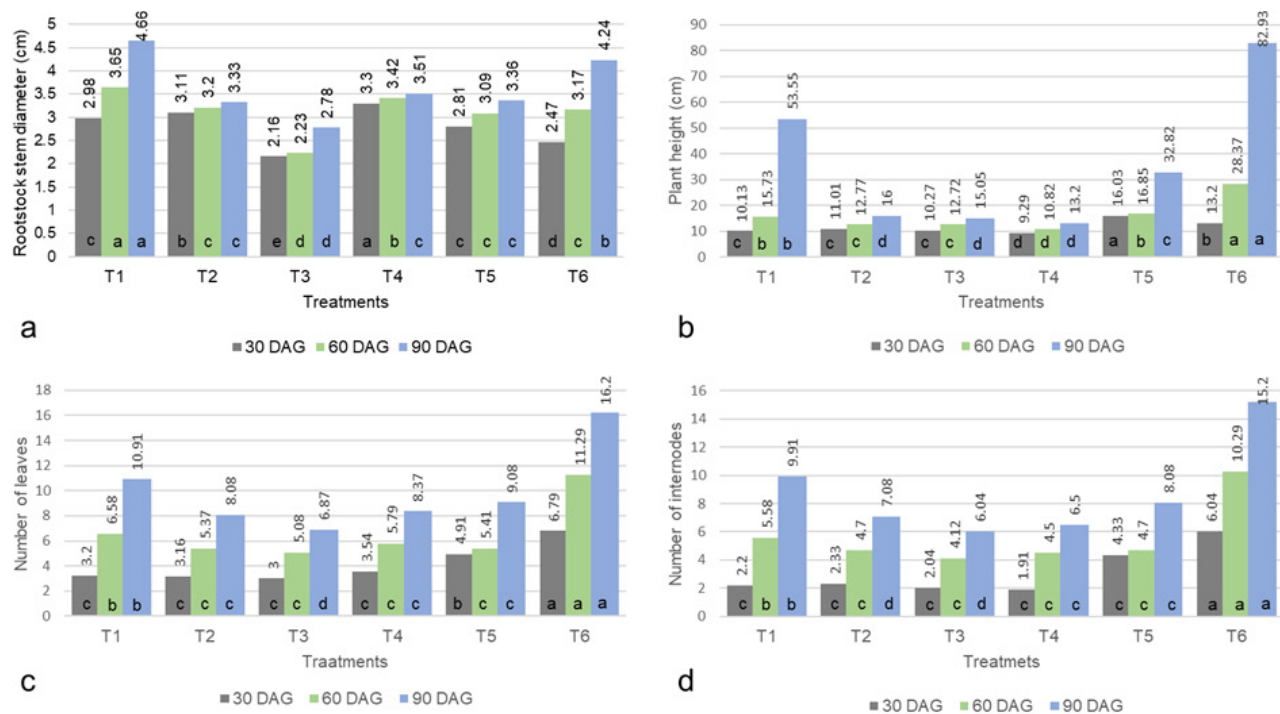 Rootstock stem diameter (cm)
5
4.5
4
3.5
3
2.5
2
1.5
1
0.5
0
2.98 3.65 4.66 3.11 3.2 3.33 2.16 2.23 2.78 3.3 3.42 3.51 2.81 3.09 3.36 2.47 3.17 4.24
c a a b c c e d d a b c c c c d c b
T1 T2 T3 T4 T5 T6
Treatments
a
30 DAG 60 DAG 90 DAG
Plant height (cm)
90
80
70
60
50
40
30
20
10
0
10.13 15.73 53.55 11.01 12.77 16 10.27 12.72 15.05 9.29 10.82 13.2 16.03 16.85 32.82 13.2 28.37 82.93
c b b c c d c c d d d d a b c b a a
T1 T2 T3 T4 T5 T6
Treatments
b
30 DAG 60 DAG 90 DAG
Number of leaves
18
16
14
12
10
8
6
4
2
0
3.2 6.58 10.91 3.16 5.37 8.08 3 5.08 6.87 3.54 5.79 8.37 4.91 5.41 9.08 6.79 11.29 16.2
c b b c c c c c d c c c b c c a a a
T1 T2 T3 T4 T5 T6
Traatments
c
30 DAG 60 DAG 90 DAG
Number of internodes
16
14
12
10
8
6
4
2
0
2.2 5.58 9.91 2.33 4.7 7.08 2.04 4.12 6.04 1.91 4.5 6.5 4.33 4.7 8.08 6.04 10.29 15.2
c b b c c d c c d c c c c c c a a a
T1 T2 T3 T4 T5 T6
Treatmets
d
30 DAG 60 DAG 90 DAG